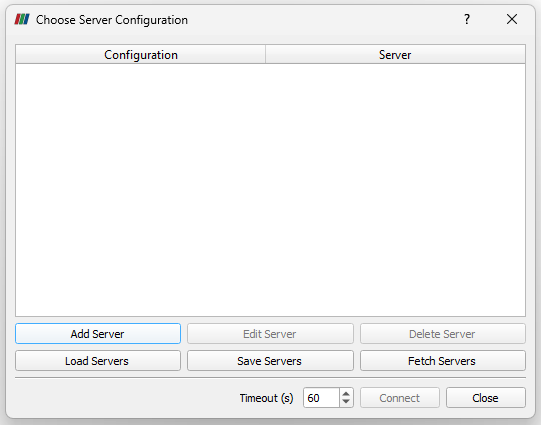 Choose Server Configuration ?
Configuration Server
Add Server Edit Server Delete Server
Load Servers Save Servers Fetch Servers
Timeout (s) 60 Connect Close